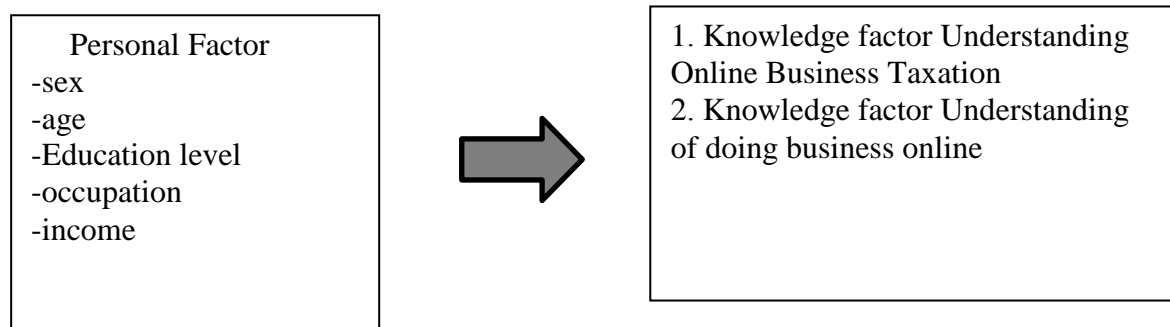 Personal Factor
-sex
-age
-Education level
-occupation
-income
1. Knowledge factor Understanding
Online Business Taxation
2. Knowledge factor Understanding
of doing business online